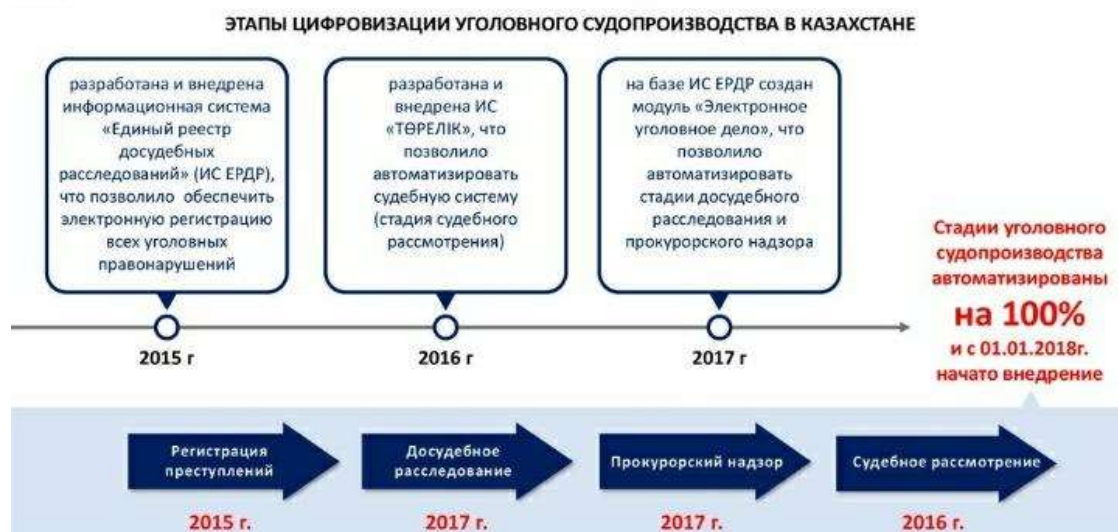 ЭТАПЫ ЦИФРОВИЗАЦИИ УГОЛОВНОГО СУДОПРОИЗВОДСТВА В КАЗАХСТАНЕ
разработана и внедрена
информационная система
«Единый реестр
досудебных
расследований» (ИС ЕРДР),
что позволило обеспечить
электронную регистрацию
всех уголовных
правонарушений
разработана и
внедрена ИС
«ТӨРЕЛІК», что
позволило
автоматизировать
судебную систему
(стадия судебного
рассмотрения)
на базе ИС ЕРДР создан
модуль «Электронное
уголовное дело», что
позволило
автоматизировать
стадии досудебного
расследования и
прокурорского надзора
2015 г
2016 г
2017 г
Стадии уголовного
судопроизводства
автоматизированы
на 100%
и с 01.01.2018г.
начато внедрение
Регистрация
преступлений
Досудебное
расследование
Прокурорский надзор
Судебное рассмотрение
2015 г.
2017 г.
2017 г.
2016 г.